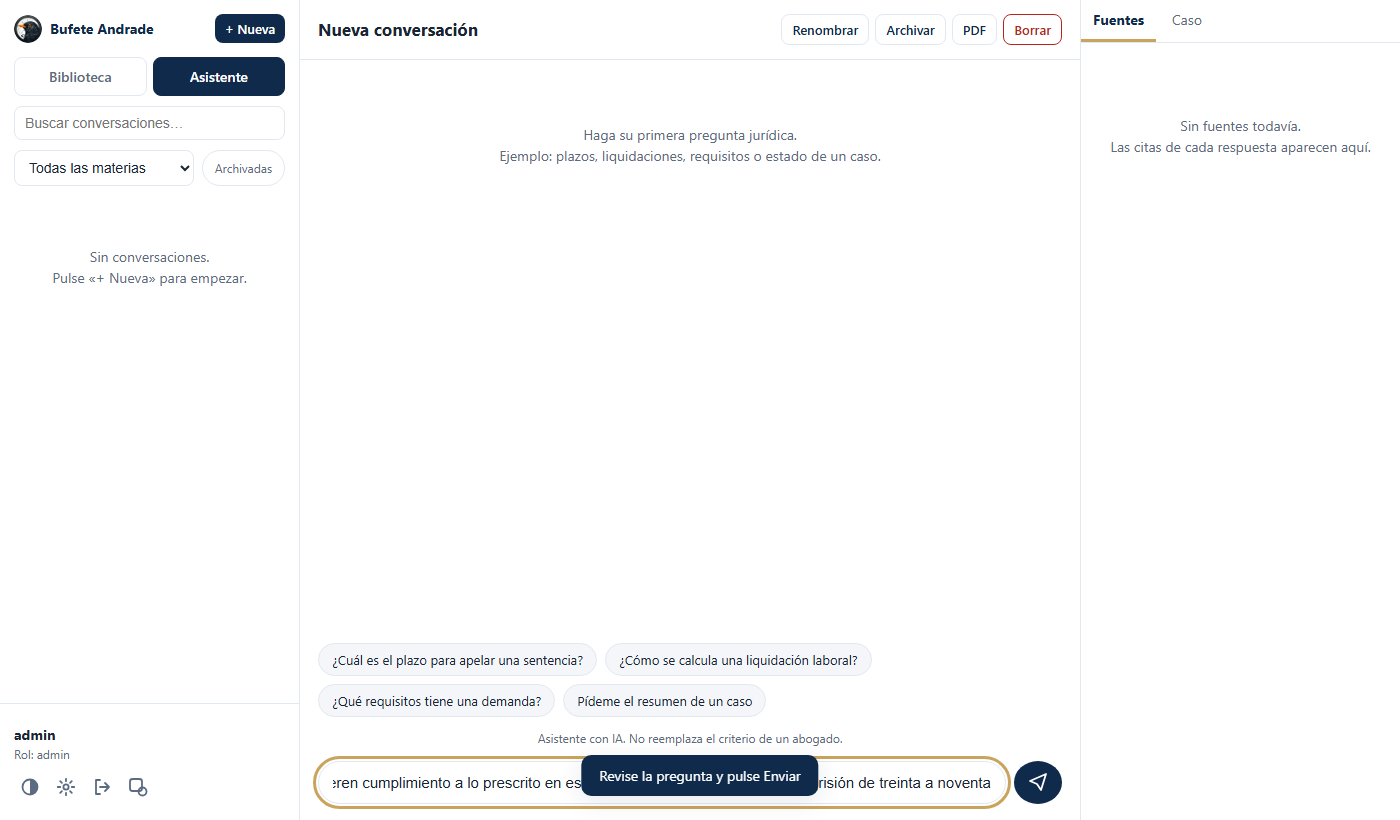 Bufete Andrade
+ Nueva
Biblioteca
Asistente
Buscar conversaciones…
Todas las materias
Archivadas
Sin conversaciones.
Pulse «+ Nueva» para empezar.
admin
Rol: admin
Nueva conversación
Renombrar
Archivar
PDF
Borrar
Haga su primera pregunta jurídica.
Ejemplo: plazos, liquidaciones, requisitos o estado de un caso.
¿Cuál es el plazo para apelar una sentencia?
¿Cómo se calcula una liquidación laboral?
¿Qué requisitos tiene una demanda?
Pídeme el resumen de un caso
Asistente con IA. No reemplaza el criterio de un abogado.
cumplimiento a lo prescrito en
Revise la pregunta y pulse Enviar
de treinta a noventa
Fuentes
Caso
Sin fuentes todavía.
Las citas de cada respuesta aparecen aquí.